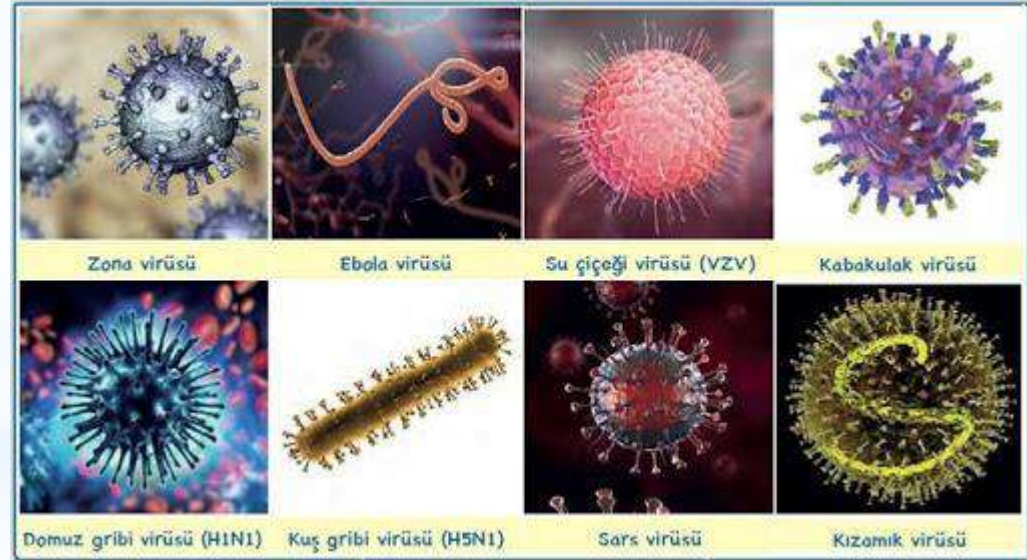 Zona virüsü
Ebola virüsü
Su çiçeği virüsü (VZV)
Kabakulak virüsü
Domuz gribi virüsü (H1N1)
Kuş gribi virüsü (H5N1)
Sars virüsü
Kızamık virüsü